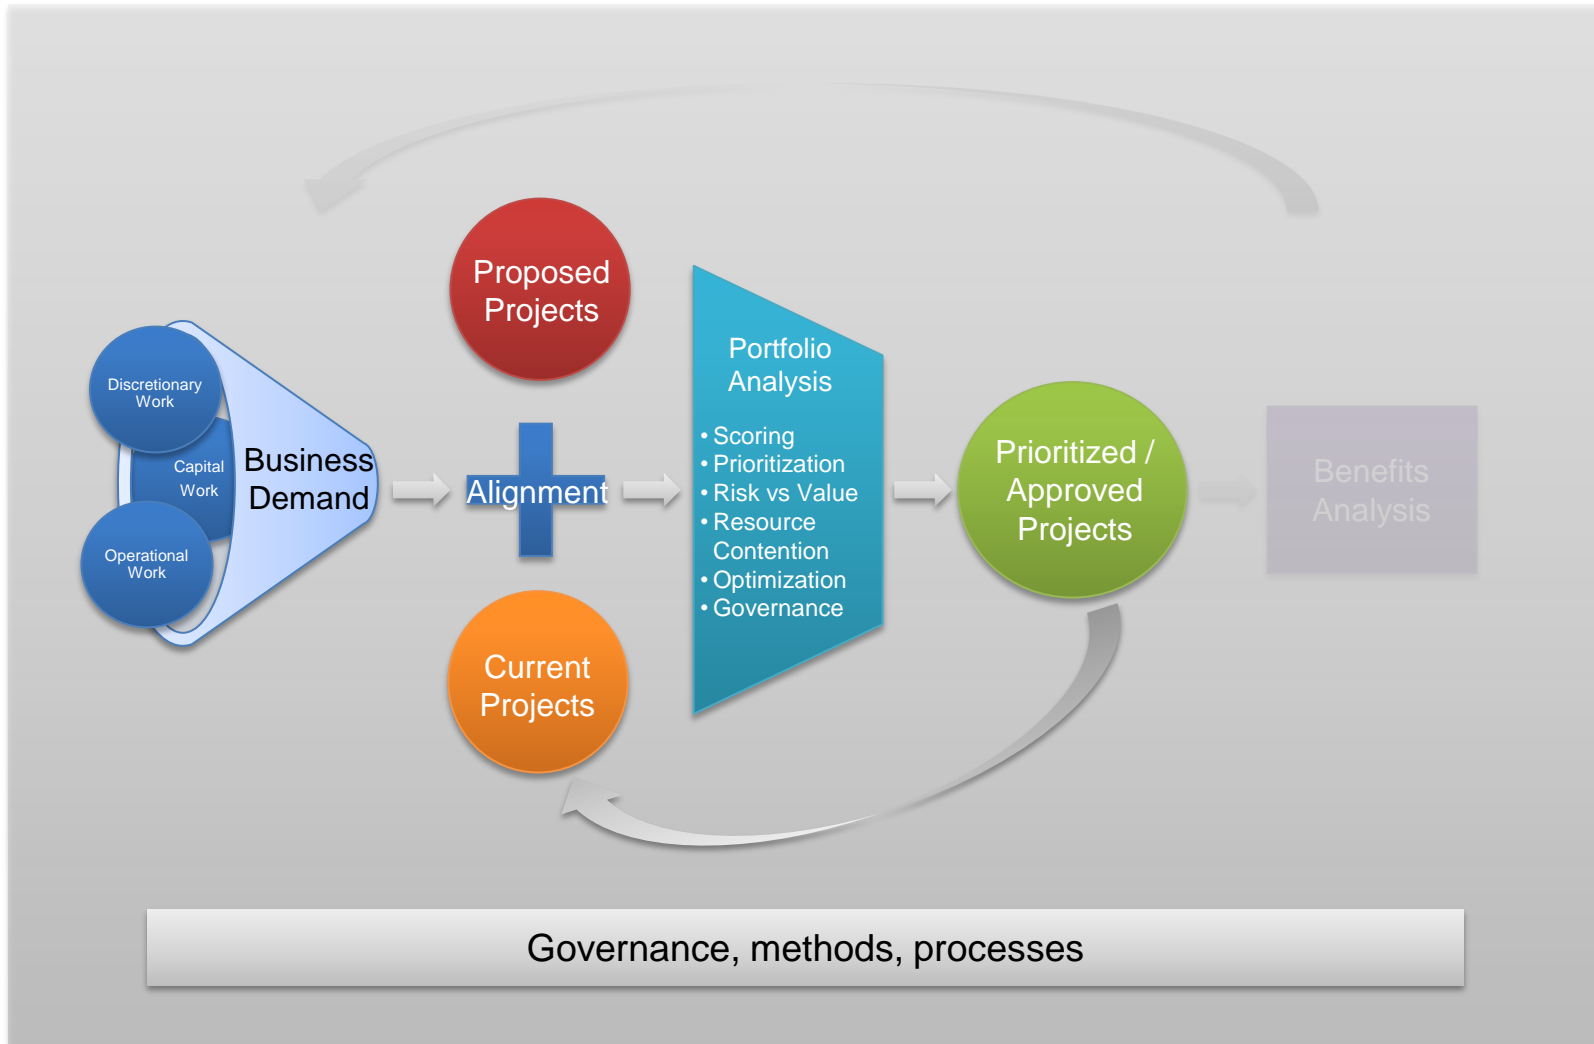 Proposed
Projects
Discretionary
Work
Capital
Work
Operational
Work
Business
Demand
Alignment
Current
Projects
Portfolio
Analysis
• Scoring
• Prioritization
• Risk vs Value
• Resource
Contention
• Optimization
• Governance
Prioritized /
Approved
Projects
Benefits
Analysis
Governance, methods, processes